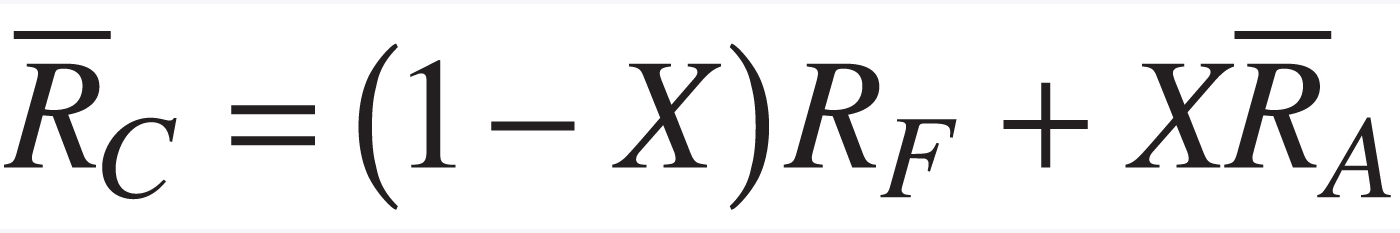 R̅_C = (1 − X)R_F + XR̅_A